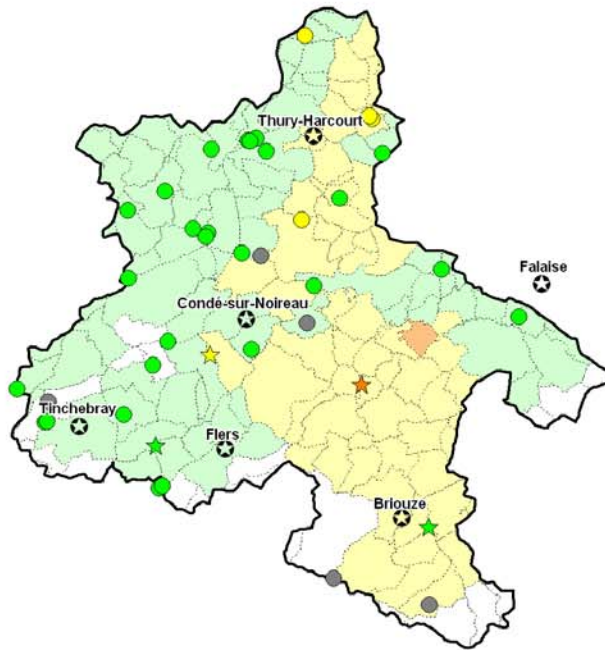 Thury-Harcourt
Falaise
Condé-sur-Noireau
Tinchebray
Flers
Briouze